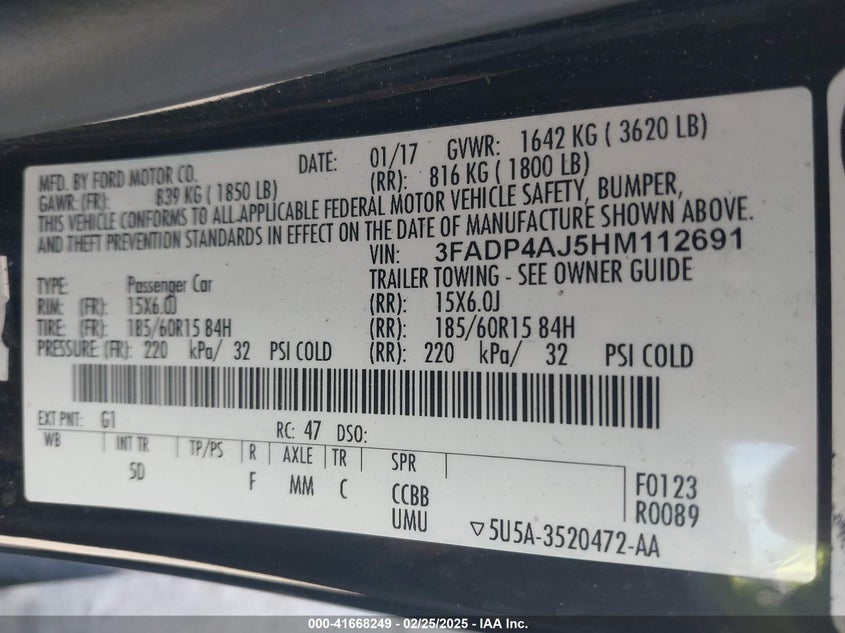 MFD. BY FORD MOTOR CO. DATE: 01/17 GVWR: 1642 KG ( 3620 LB)
GAWR: (FR): 839 KG ( 1850 LB) (RR): 816 KG ( 1800 LB)
THIS VEHICLE CONFORMS TO ALL APPLICABLE FEDERAL MOTOR VEHICLE SAFETY, BUMPER,
AND THEFT PREVENTION STANDARDS IN EFFECT ON THE DATE OF MANUFACTURE SHOWN ABOVE.
VIN: 3FADP4AJ5HM112691
TYPE: Passenger Car TRAILER TOWING - SEE OWNER GUIDE
RIM: (FR): 15X6.0J (RR): 15X6.0J
TIRE: (FR): 185/60R15 84H (RR): 185/60R15 84H
PRESSURE (FR): 220 kPa/ 32 PSI COLD (RR): 220 kPa/ 32 PSI COLD
EXT PNT: G1 RC: 47 DSO:
WB INT TR TP/PS R AXLE TR SPR
5D F MM C CCBB F0123
UMU R0089
5U5A-3520472-AA
000-41668249 - 02/25/2025 - IAA Inc.